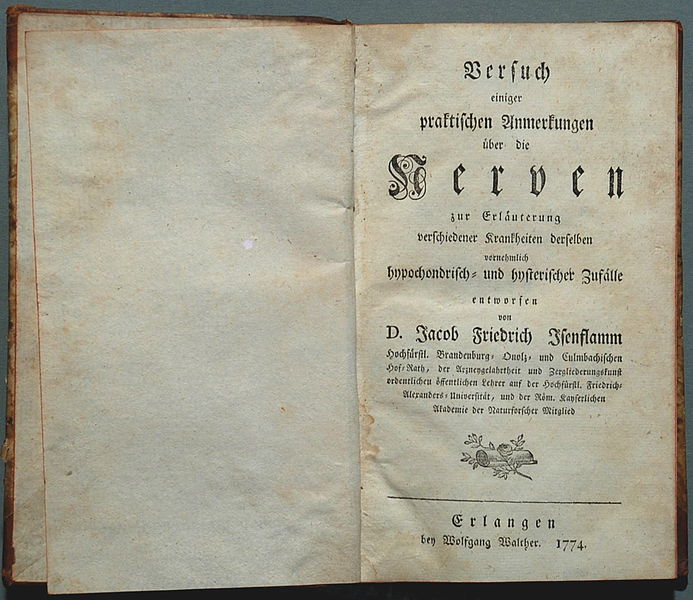 Versuch
einiger
praktischen Anmerkungen
über die
Nerven
zur Erläuterung
verschiedener Krankheiten derselben
vornehmlich
hypochondrisch- und hysterischer Zufälle
entworfen
von
D. Jacob Friedrich Isenflamm
Hochfürstl. Brandenburg- Onolz- und Culmbachischen
Hof-Rath, der Arzneygelahrtheit und Zergliederungskunst
ordentlichen öffentlichen Lehrer auf der Hochfürstl. Friedrich-
Alexanders-Universität, und der Röm. Kayserlichen
Akademie der Naturforscher Mitglied
Erlangen
bey Wolfgang Walther. 1774.